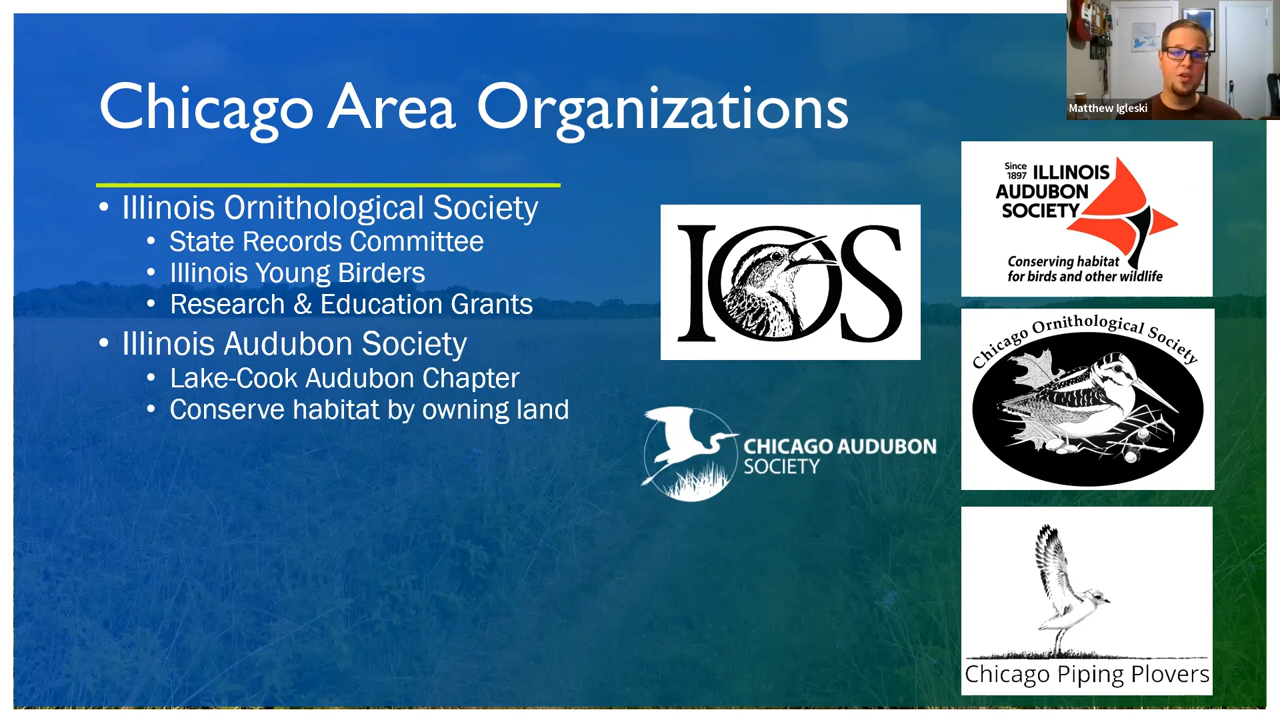 Chicago Area Organizations
Matthew Igleski
• Illinois Ornithological Society
• State Records Committee
• Illinois Young Birders
• Research & Education Grants
• Illinois Audubon Society
• Lake-Cook Audubon Chapter
• Conserve habitat by owning land
IOS
CHICAGO AUDUBON
SOCIETY
Since
1897
ILLINOIS
AUDUBON
SOCIETY
Conserving habitat
for birds and other wildlife
Chicago Ornithological Society
Chicago Piping Plovers